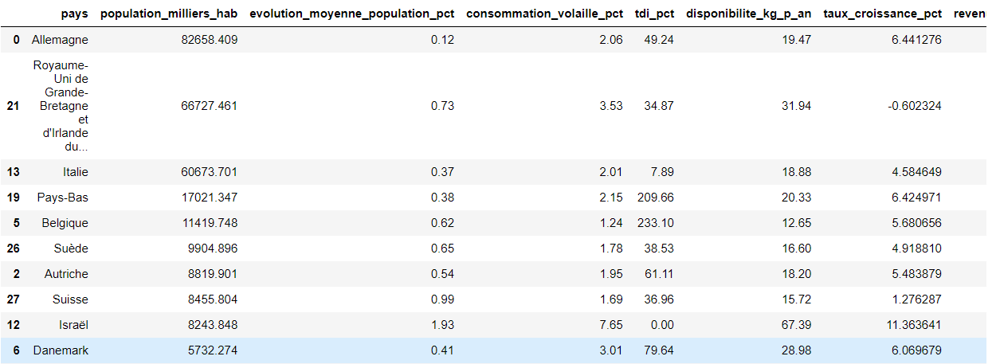 pays population_milliers_hab evolution_moyenne_population_pct consommation_volaille_pct tdi_pct disponibilite_kg_p_an taux_croissance_pct reven
0 Allemagne 82658.409 0.12 2.06 49.24 19.47 6.441276
Royaume-
Uni de
Grande-
Bretagne
21 66727.461 0.73 3.53 34.87 31.94 -0.602324
et
d'Irlande
du...
13 Italie 60673.701 0.37 2.01 7.89 18.88 4.584649
19 Pays-Bas 17021.347 0.38 2.15 209.66 20.33 6.424971
5 Belgique 11419.748 0.62 1.24 233.10 12.65 5.680656
26 Suède 9904.896 0.65 1.78 38.53 16.60 4.918810
2 Autriche 8819.901 0.54 1.95 61.11 18.20 5.483879
27 Suisse 8455.804 0.99 1.69 36.96 15.72 1.276287
12 Israël 8243.848 1.93 7.65 0.00 67.39 11.363641
6 Danemark 5732.274 0.41 3.01 79.64 28.98 6.069679